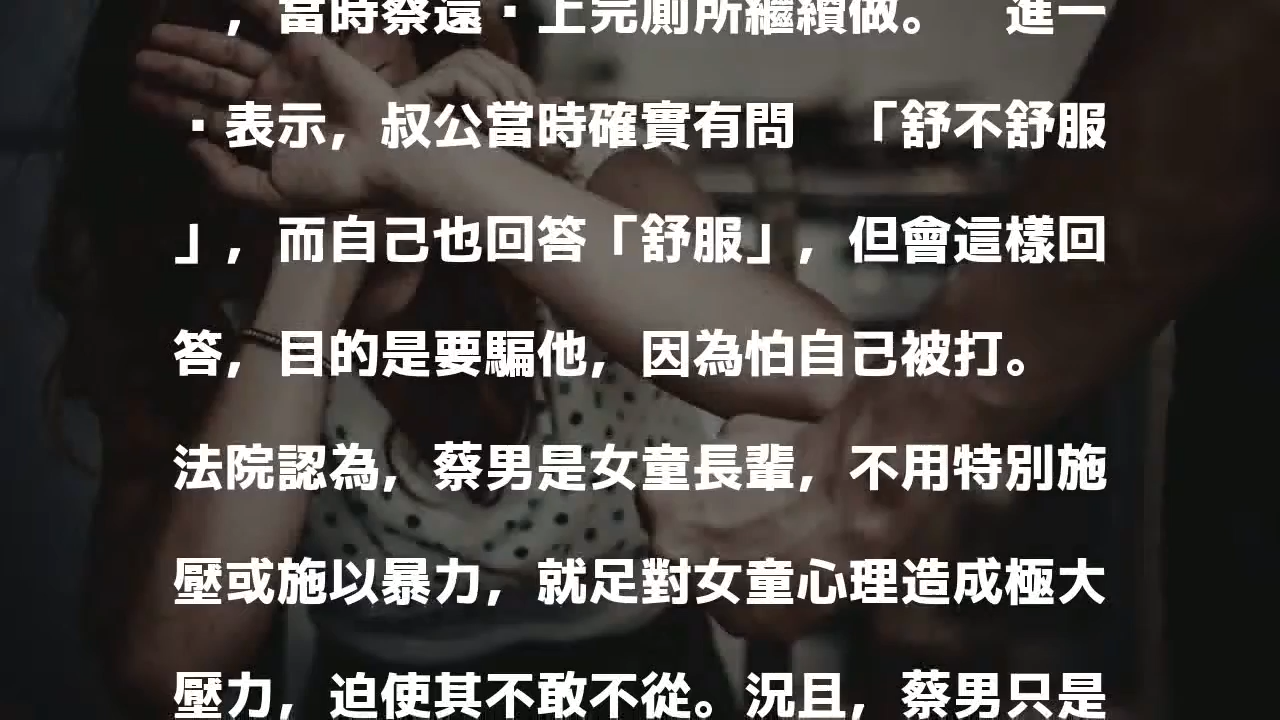 ，當時蔡還·上完廁所繼續做。 進一
·表示，叔公當時確實有問 「舒不舒服
」，而自己也回答「舒服」，但會這樣回
答，目的是要騙他，因為怕自己被打。
法院認為，蔡男是女童長輩，不用特別施
壓或施以暴力，就足對女童心理造成極大
壓力，迫使其不敢不從。況且，蔡男只是